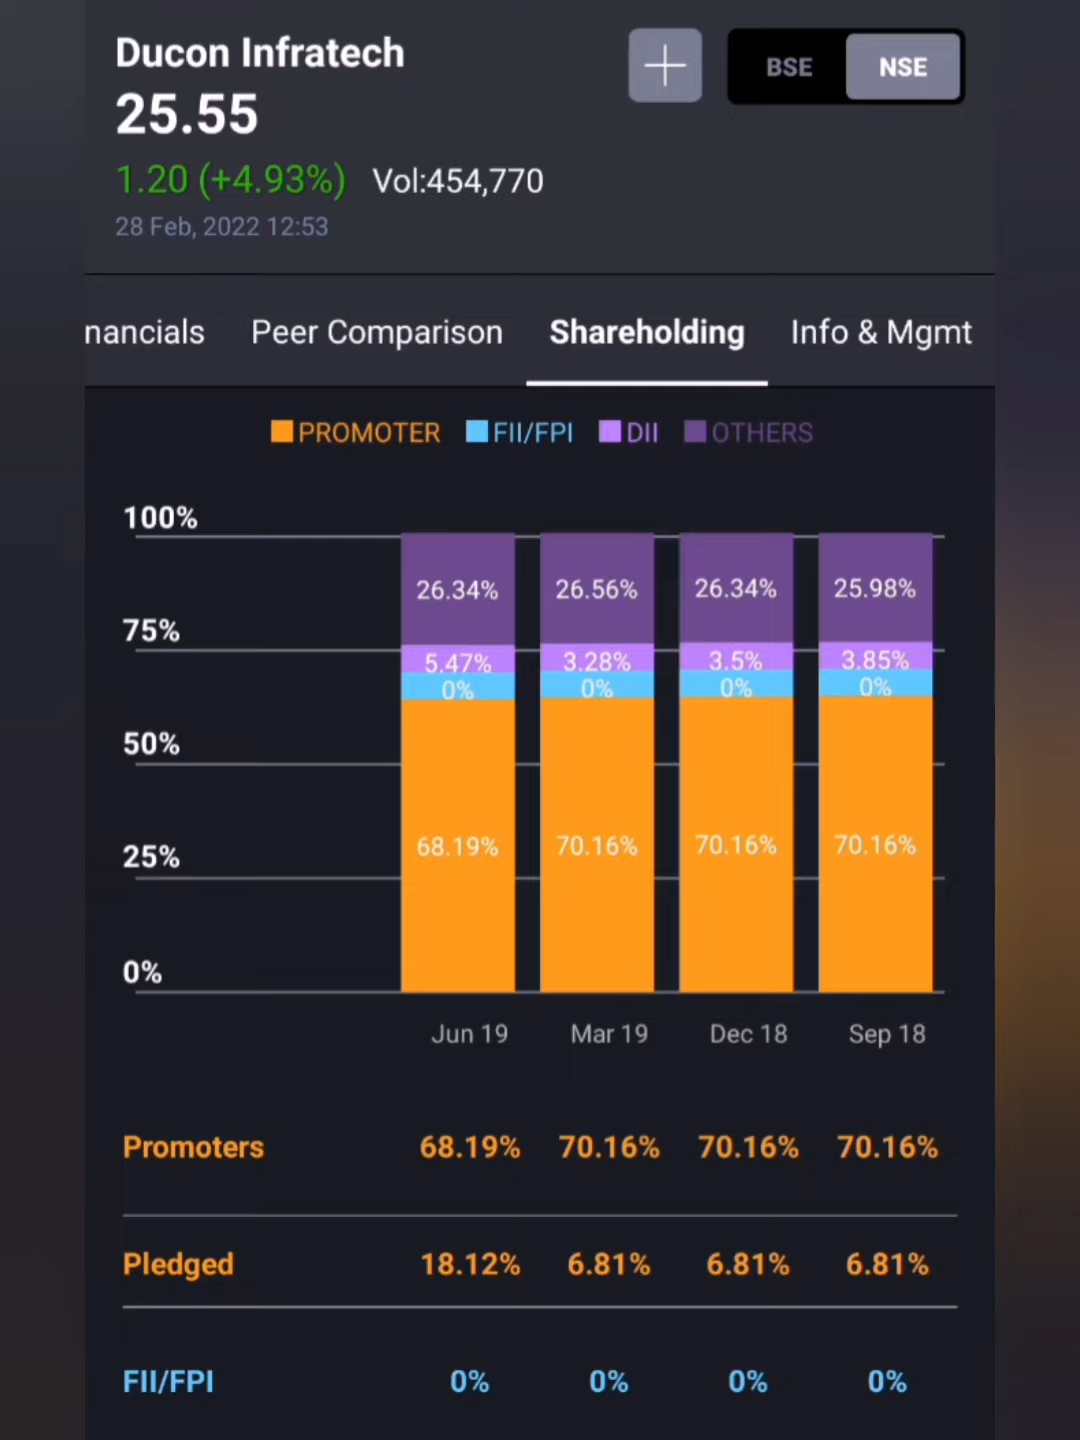 Ducon Infratech
25.55
BSE NSE
1.20 (+4.93%) Vol:454,770
28 Feb, 2022 12:53
nancials Peer Comparison Shareholding Info & Mgmt
PROMOTER FII/FPI DII OTHERS
100%
26.34% 26.56% 26.34% 25.98%
75%
5.47% 3.28% 3.5% 3.85%
0% 0% 0% 0%
50%
68.19% 70.16% 70.16% 70.16%
25%
0%
Jun 19 Mar 19 Dec 18 Sep 18
Promoters 68.19% 70.16% 70.16% 70.16%
Pledged 18.12% 6.81% 6.81% 6.81%
FII/FPI 0% 0% 0% 0%